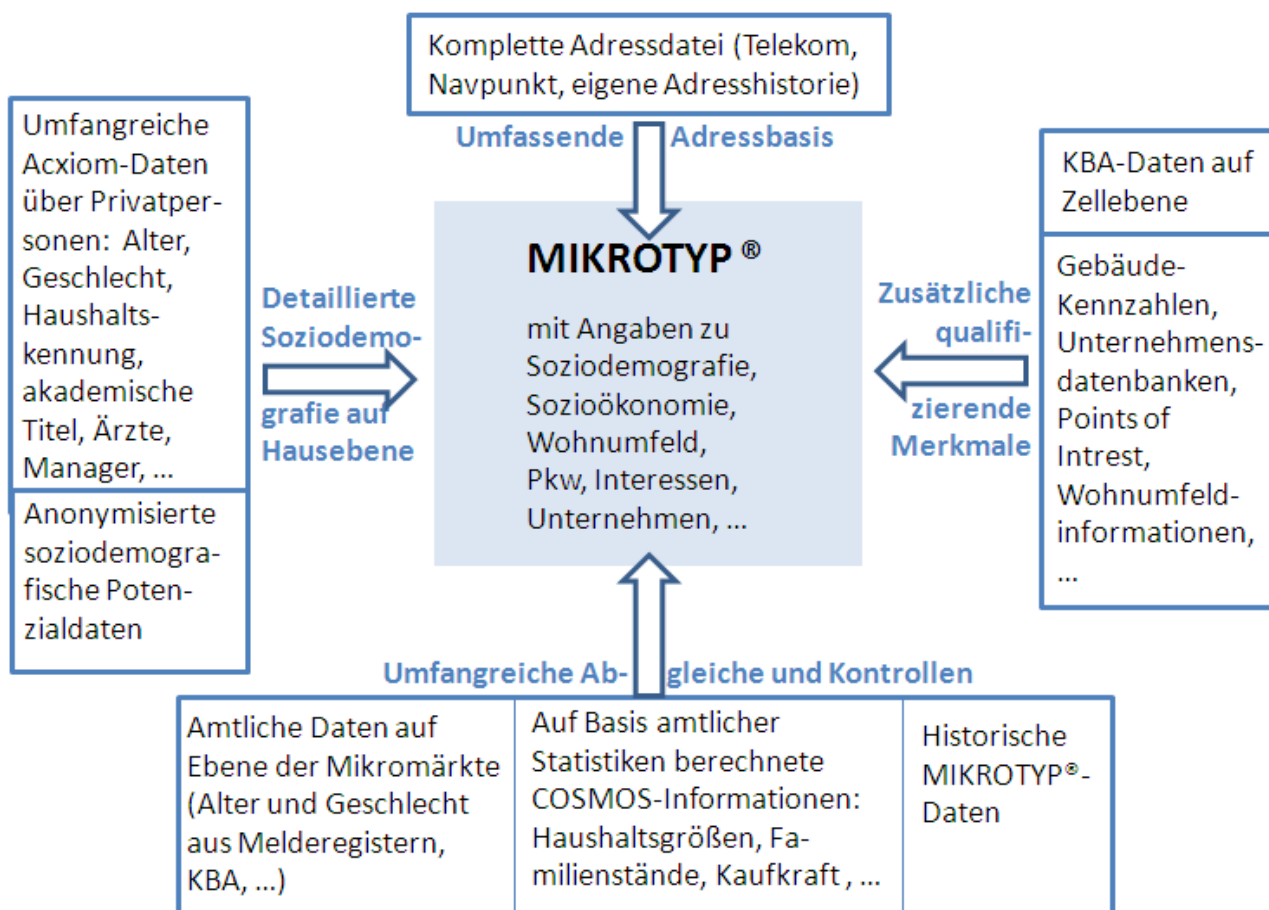 Komplette Adressdatei (Telekom,
Navpunkt, eigene Adresshistorie)
Umfassende Adressbasis
Umfangreiche
Acxiom-Daten
über Privatper-
sonen: Alter,
Geschlecht,
Haushalts-
kennung,
akademische
Titel, Ärzte,
Manager, ...
Anonymisierte
soziodemogra-
fische Poten-
zialdaten
Detaillierte
Soziodemo-
grafie auf
Hausebene
MIKROTYP ®
mit Angaben zu
Soziodemografie,
Sozioökonomie,
Wohnumfeld,
Pkw, Interessen,
Unternehmen, ...
Zusätzliche
qualifi-
zierende
Merkmale
KBA-Daten auf
Zellebene
Gebäude-
Kennzahlen,
Unternehmens-
datenbanken,
Points of
Intrest,
Wohnumfeld-
informationen,
...
Umfangreiche Ab- gleiche und Kontrollen
Amtliche Daten auf
Ebene der Mikromärkte
(Alter und Geschlecht
aus Melderegistern,
KBA, ...)
Auf Basis amtlicher
Statistiken berechnete
COSMOS-Informationen:
Haushaltsgrößen, Fa-
milienstände, Kaufkraft , ...
Historische
MIKROTYP®-
Daten